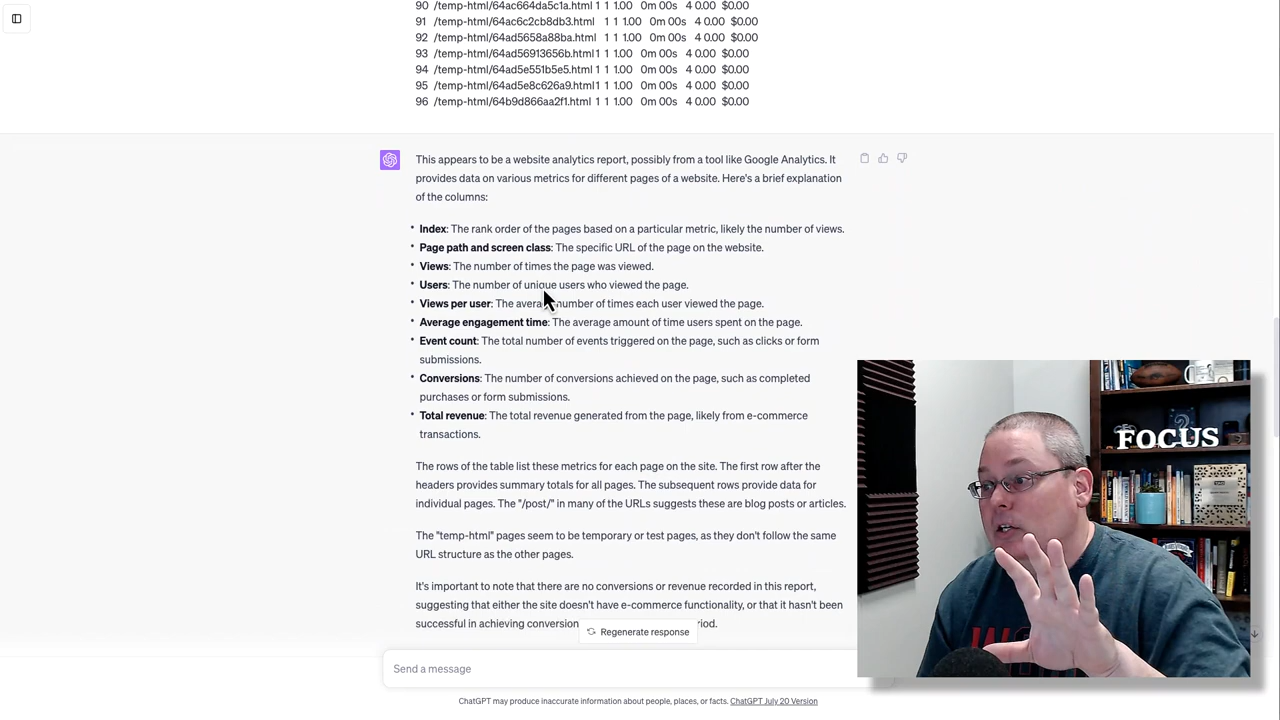 90 /temp-html/64ac664da5c1a.html 1 1 1.00 0m 00s 4 0.00 $0.00
91 /temp-html/64ac6c2cb8db3.html 1 1 1.00 0m 00s 4 0.00 $0.00
92 /temp-html/64ad5658a88ba.html 1 1 1.00 0m 00s 4 0.00 $0.00
93 /temp-html/64ad56913656b.html 1 1 1.00 0m 00s 4 0.00 $0.00
94 /temp-html/64ad5e551b5e5.html 1 1 1.00 0m 00s 4 0.00 $0.00
95 /temp-html/64ad5e8c626a9.html 1 1 1.00 0m 00s 4 0.00 $0.00
96 /temp-html/64b9d866aa2f1.html 1 1 1.00 0m 00s 4 0.00 $0.00
This appears to be a website analytics report, possibly from a tool like Google Analytics. It
provides data on various metrics for different pages of a website. Here's a brief explanation
of the columns:
• Index: The rank order of the pages based on a particular metric, likely the number of views.
• Page path and screen class: The specific URL of the page on the website.
• Views: The number of times the page was viewed.
• Users: The number of unique users who viewed the page.
• Views per user: The average number of times each user viewed the page.
• Average engagement time: The average amount of time users spent on the page.
• Event count: The total number of events triggered on the page, such as clicks or form
submissions.
• Conversions: The number of conversions achieved on the page, such as completed
purchases or form submissions.
• Total revenue: The total revenue generated from the page, likely from e-commerce
transactions.
The rows of the table list these metrics for each page on the site. The first row after the
headers provides summary totals for all pages. The subsequent rows provide data for
individual pages. The "/post/" in many of the URLs suggests these are blog posts or articles.
The "temp-html" pages seem to be temporary or test pages, as they don't follow the same
URL structure as the other pages.
It's important to note that there are no conversions or revenue recorded in this report,
suggesting that either the site doesn't have e-commerce functionality, or that it hasn't been
successful in achieving conversion
Regenerate response
Send a message
ChatGPT may produce inaccurate information about people, places, or facts. ChatGPT July 20 Version
FOCUS